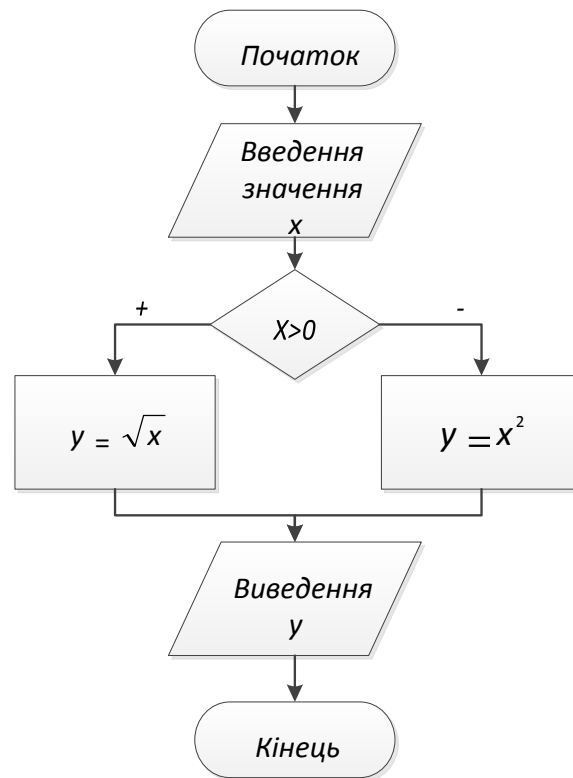 Початок
Введення
значення
x
X>0
+
-
y = √x
y = x²
Виведення
y
Кінець